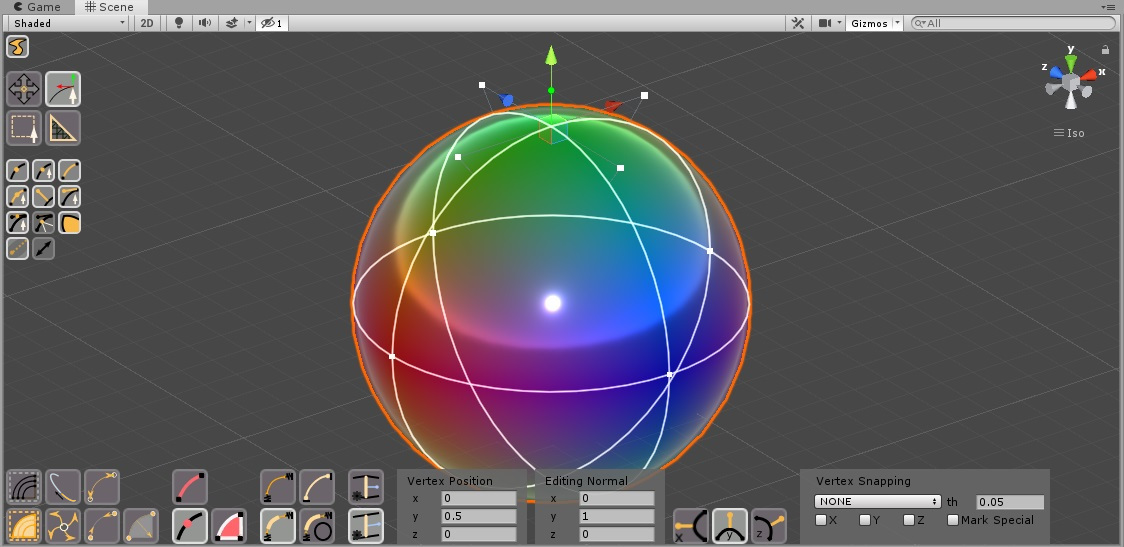 Game Scene
Shaded 2D 1 Gizmos All
y
z x
Iso
Vertex Position Editing Normal Vertex Snapping
x 0 x 0 NONE th 0.05
y 0.5 y 1 x y z X Y Z Mark Special
z 0 z 0